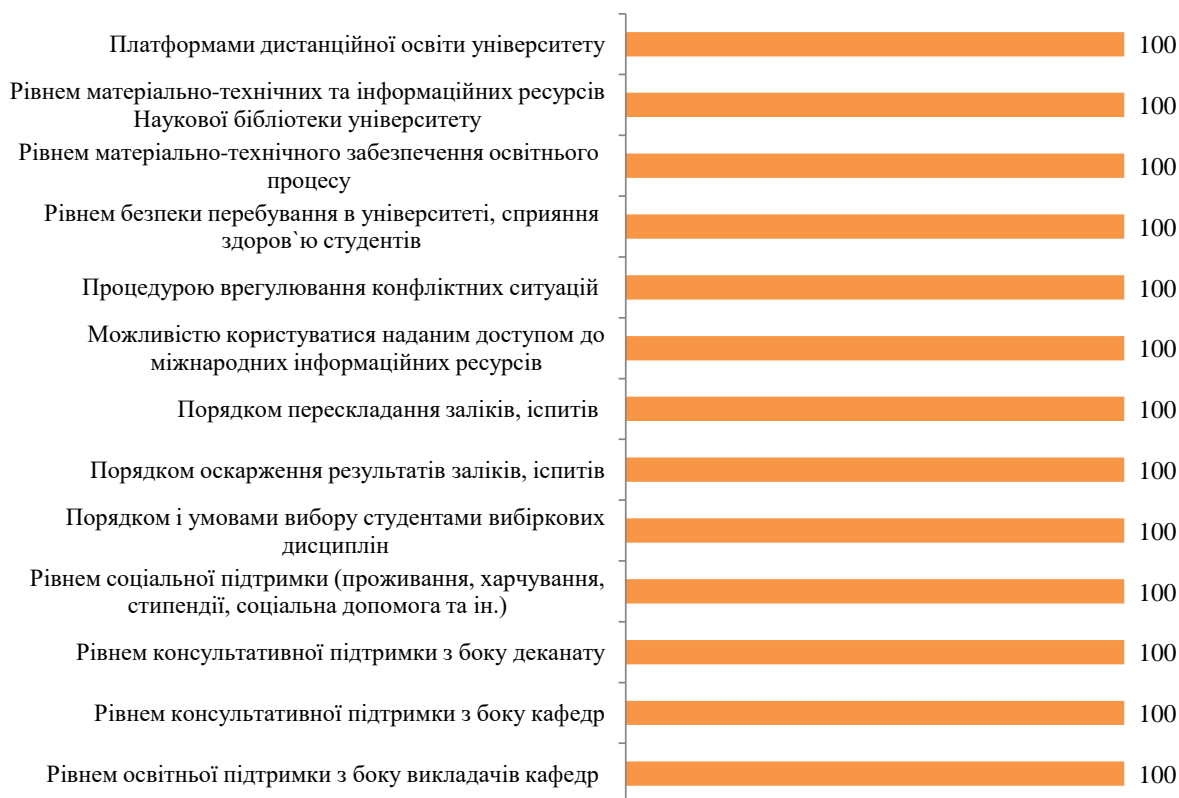 Платформами дистанційної освіти університету 100
Рівнем матеріально-технічних та інформаційних ресурсів
Наукової бібліотеки університету 100
Рівнем матеріально-технічного забезпечення освітнього
процесу 100
Рівнем безпеки перебування в університеті, сприяння
здоров`ю студентів 100
Процедурою врегулювання конфліктних ситуацій 100
Можливістю користуватися наданим доступом до
міжнародних інформаційних ресурсів 100
Порядком перескладання заліків, іспитів 100
Порядком оскарження результатів заліків, іспитів 100
Порядком і умовами вибору студентами вибіркових
дисциплін 100
Рівнем соціальної підтримки (проживання, харчування,
стипендії, соціальна допомога та ін.) 100
Рівнем консультативної підтримки з боку деканату 100
Рівнем консультативної підтримки з боку кафедр 100
Рівнем освітньої підтримки з боку викладачів кафедр 100